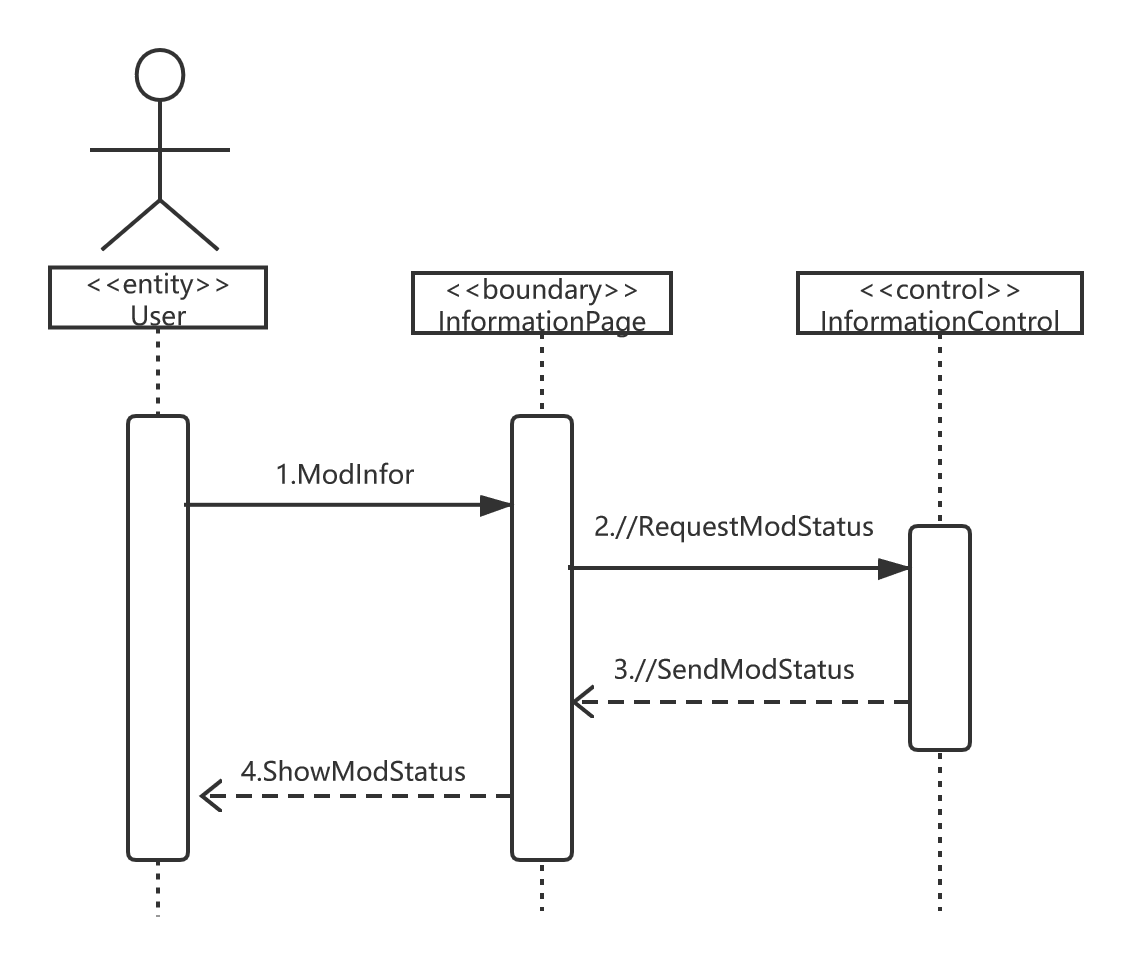 <<entity>>
User
<<boundary>>
InformationPage
<<control>>
InformationControl
1.ModInfor
2.//RequestModStatus
3.//SendModStatus
4.ShowModStatus